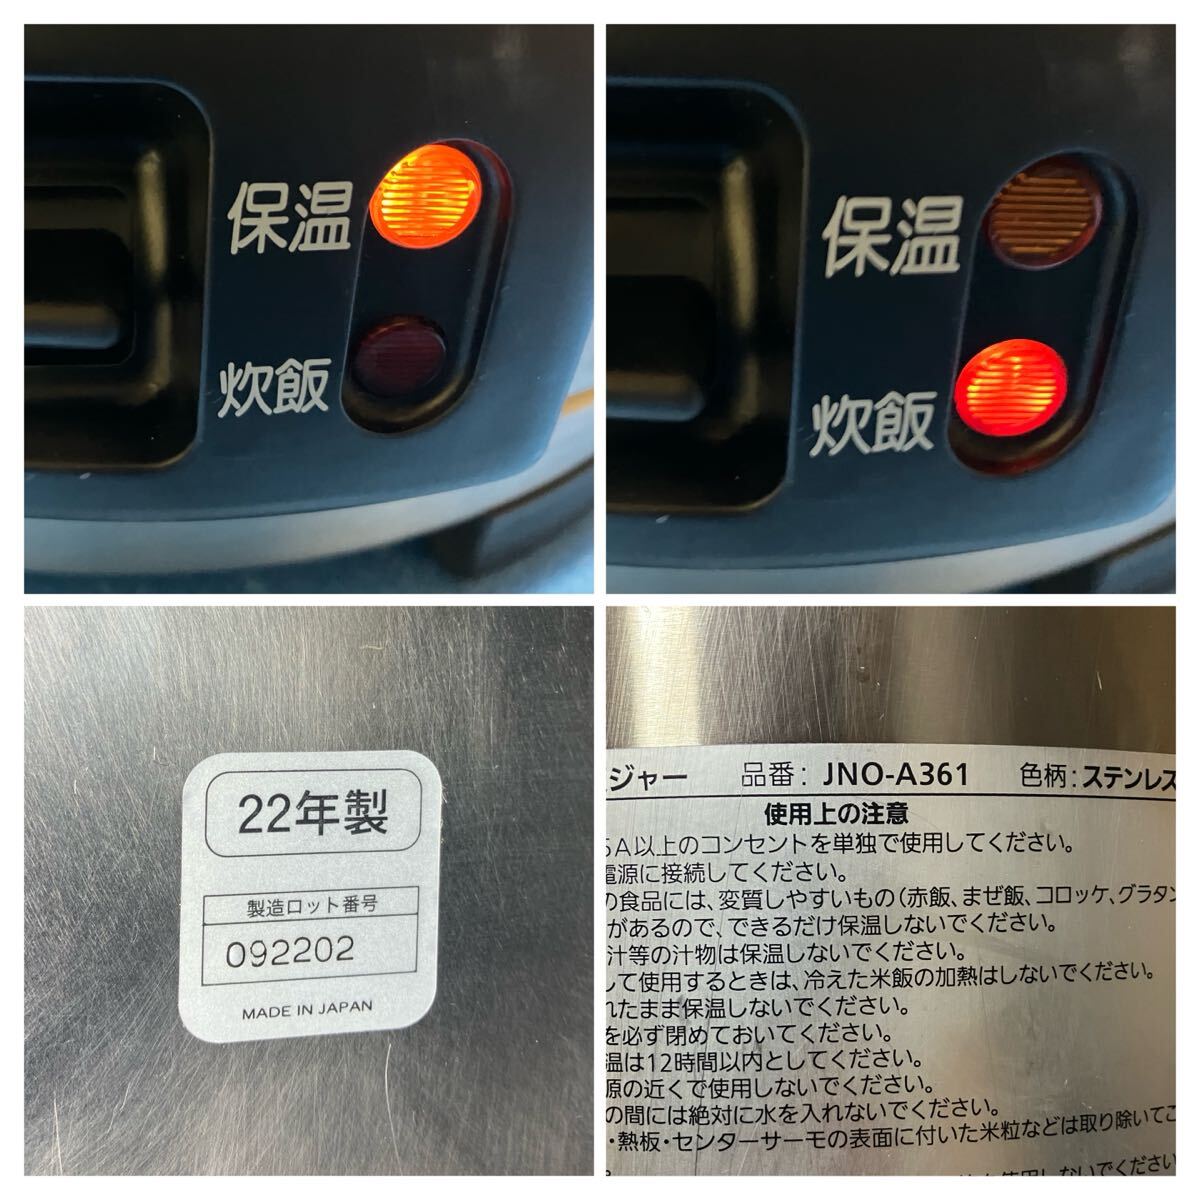 保温
炊飯
保温
炊飯
22年製
製造ロット番号
092202
MADE IN JAPAN
ジャー 品番: JNO-A361 色柄:ステンレス
使用上の注意
5A以上のコンセントを単独で使用してください。
電源に接続してください。
の食品には、変質しやすいもの(赤飯、まぜ飯、コロッケ、グラタン
があるので、できるだけ保温しないでください。
汁等の汁物は保温しないでください。
して使用するときは、冷えた米飯の加熱はしないでください。
れたまま保温しないでください。
を必ず閉めておいてください。
温は12時間以内としてください。
源の近くで使用しないでください。
の間には絶対に水を入れないでください。
・熱板・センターサーモの表面に付いた米粒などは取り除いてご
使用しないでください